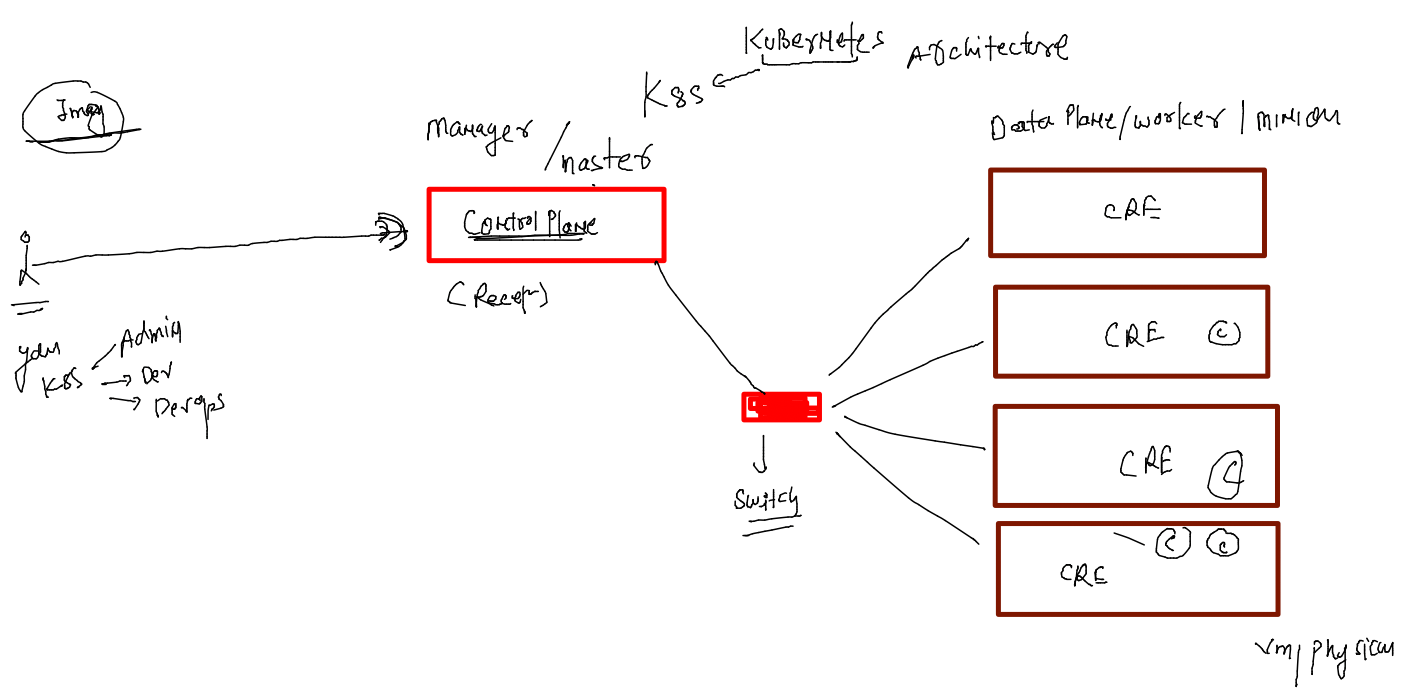 KuBerNetes Architecture
K8S
Imag
Manager
/master
Data Plane/worker/MINION
Control Plane
(Recep)
CRE
CRE C
CRE C
C C
CRE
you
K8S
Admin
Dev
Devops
Switch
vm/physical